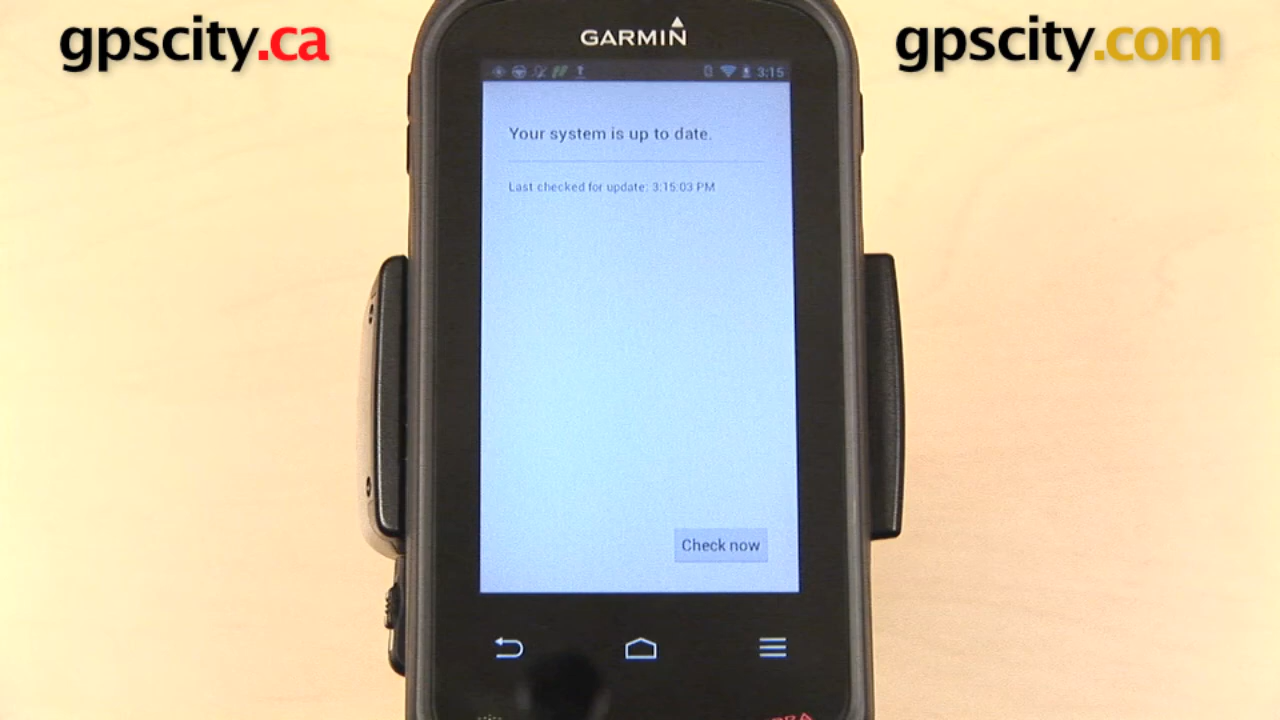 gpscity.ca
gpscity.com
GARMIN
3:15
Your system is up to date.
Last checked for update: 3:15:03 PM
Check now